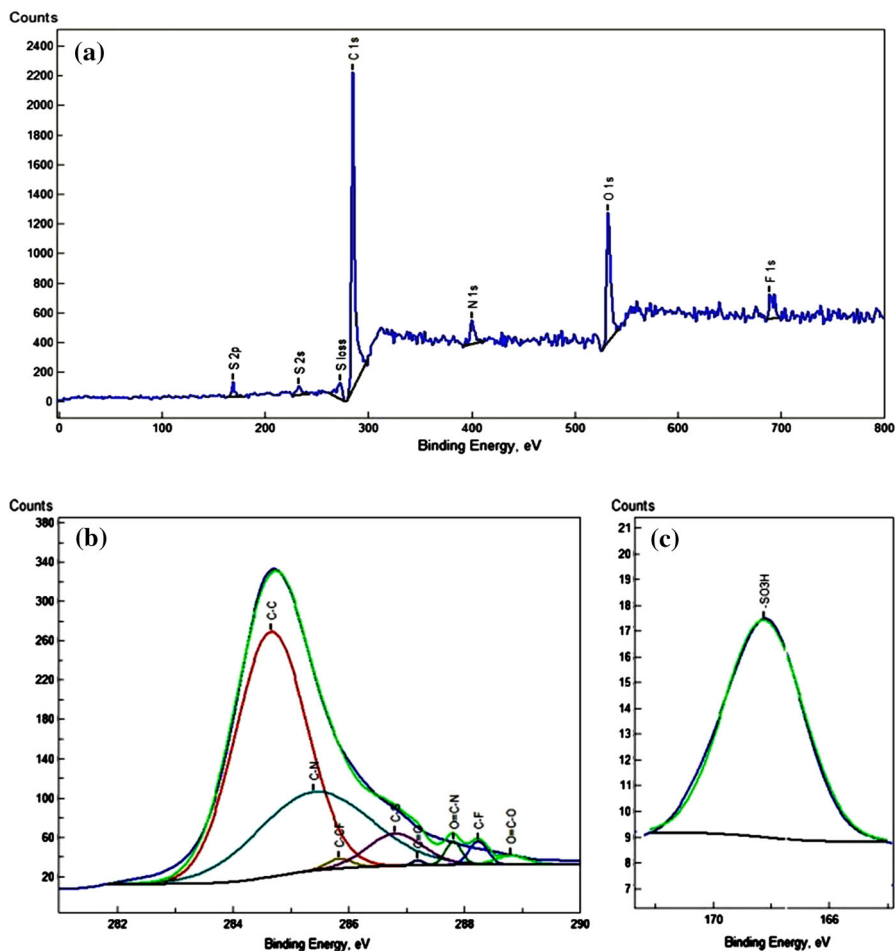 Counts
(a)
2400
2200
2000
1800
1600
1400
1200
1000
800
600
400
200
0
S 2p
S 2s
S loss
C 1s
N 1s
O 1s
F 1s
0 100 200 300 400 500 600 700 800
Binding Energy, eV
Counts
(b)
380
340
300
260
220
180
140
100
60
20
C-C
C-N
C-CF
O=C-N
C-F
O=C-O
282 284 286 288 290
Binding Energy, eV
Counts
(c)
21
20
19
18
17
16
15
14
13
12
11
10
9
8
7
-SO3H
170 166
Binding Energy, eV